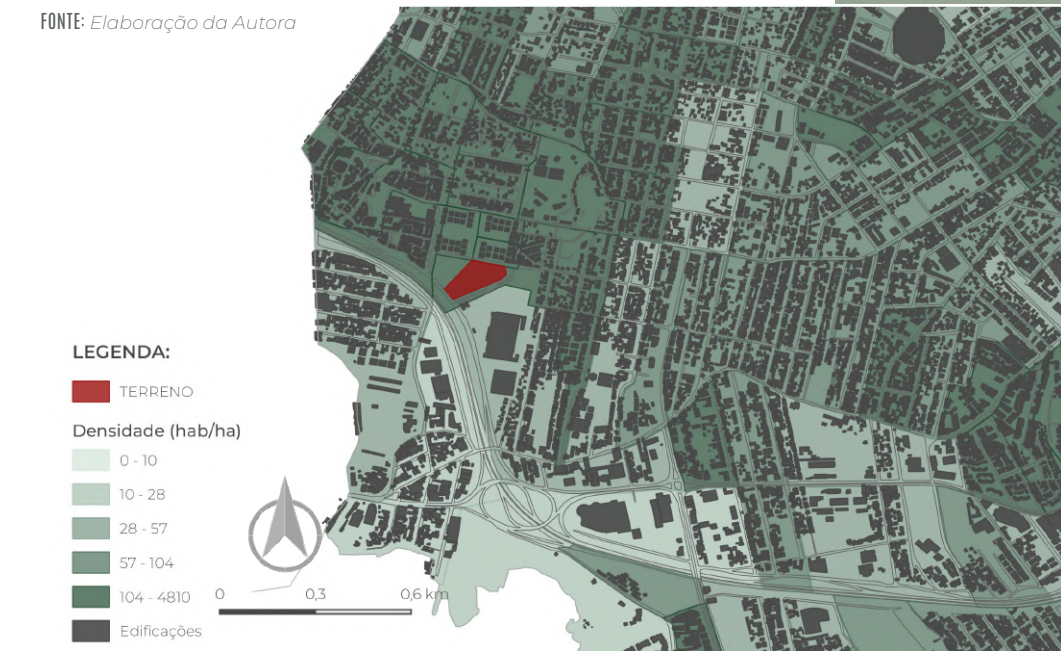 FONTE: Elaboração da Autora
LEGENDA:
TERRENO
Densidade (hab/ha)
0 - 10
10 - 28
28 - 57
57 - 104
104 - 4810
Edificações
0 0,3 0,6 km